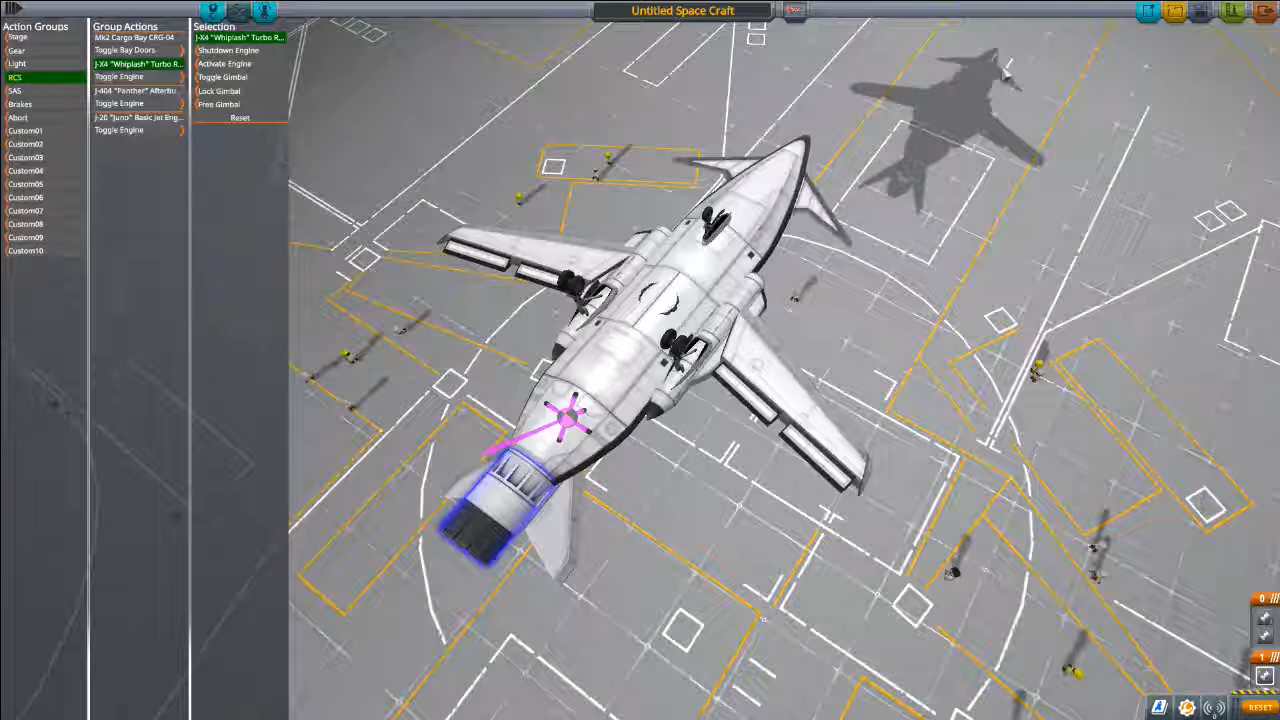 Untitled Space Craft
Action Groups
Stage
Gear
Light
RCS
SAS
Brakes
Abort
Custom01
Custom02
Custom03
Custom04
Custom05
Custom06
Custom07
Custom08
Custom09
Custom10
Group Actions
Mk2 Cargo Bay CRG-04
Toggle Bay Doors
J-X4 "Whiplash" Turbo R...
Toggle Engine
J-404 "Panther" Afterbu
Toggle Engine
J-20 "Juno" Basic Jet Eng...
Toggle Engine
Selection
J-X4 "Whiplash" Turbo R...
Shutdown Engine
Activate Engine
Toggle Gimbal
Lock Gimbal
Free Gimbal
Reset
0
1
RESET